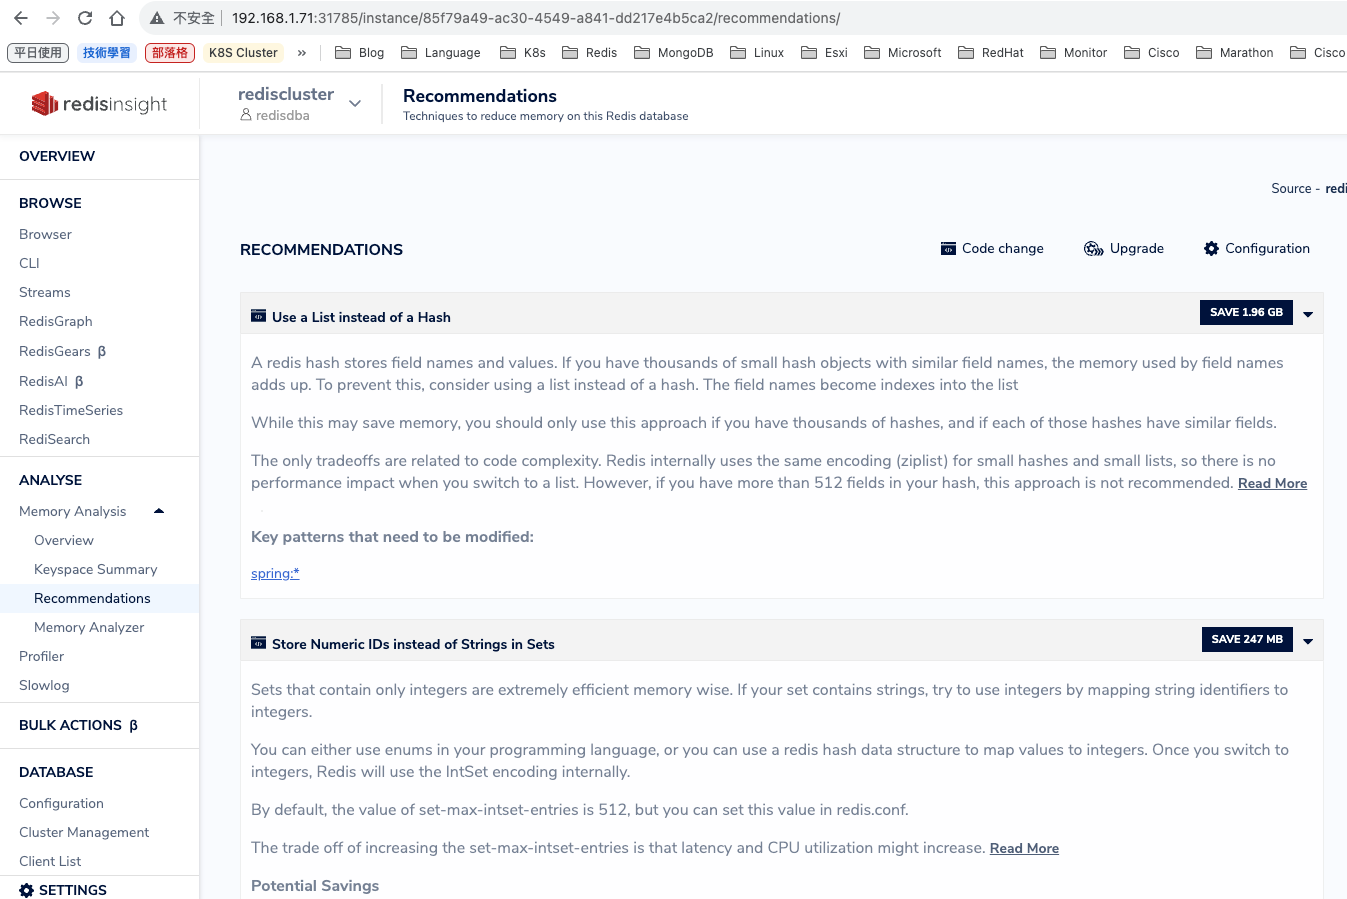 不安全 192.168.1.71:31785/instance/85f79a49-ac30-4549-a841-dd217e4b5ca2/recommendations/
平日使用 技術學習 部落格 K8S Cluster » Blog Language K8s Redis MongoDB Linux Esxi Microsoft RedHat Monitor Cisco Marathon Cisco
redisinsight
rediscluster
redisdba
Recommendations
Techniques to reduce memory on this Redis database
OVERVIEW
BROWSE
Browser
CLI
Streams
RedisGraph
RedisGears β
RedisAI β
RedisTimeSeries
RediSearch
ANALYSE
Memory Analysis
Overview
Keyspace Summary
Recommendations
Memory Analyzer
Profiler
Slowlog
BULK ACTIONS β
DATABASE
Configuration
Cluster Management
Client List
SETTINGS
Source - redi
RECOMMENDATIONS
Code change Upgrade Configuration
Use a List instead of a Hash
SAVE 1.96 GB
A redis hash stores field names and values. If you have thousands of small hash objects with similar field names, the memory used by field names
adds up. To prevent this, consider using a list instead of a hash. The field names become indexes into the list
While this may save memory, you should only use this approach if you have thousands of hashes, and if each of those hashes have similar fields.
The only tradeoffs are related to code complexity. Redis internally uses the same encoding (ziplist) for small hashes and small lists, so there is no
performance impact when you switch to a list. However, if you have more than 512 fields in your hash, this approach is not recommended. Read More
Key patterns that need to be modified:
spring:*
Store Numeric IDs instead of Strings in Sets
SAVE 247 MB
Sets that contain only integers are extremely efficient memory wise. If your set contains strings, try to use integers by mapping string identifiers to
integers.
You can either use enums in your programming language, or you can use a redis hash data structure to map values to integers. Once you switch to
integers, Redis will use the IntSet encoding internally.
By default, the value of set-max-intset-entries is 512, but you can set this value in redis.conf.
The trade off of increasing the set-max-intset-entries is that latency and CPU utilization might increase. Read More
Potential Savings